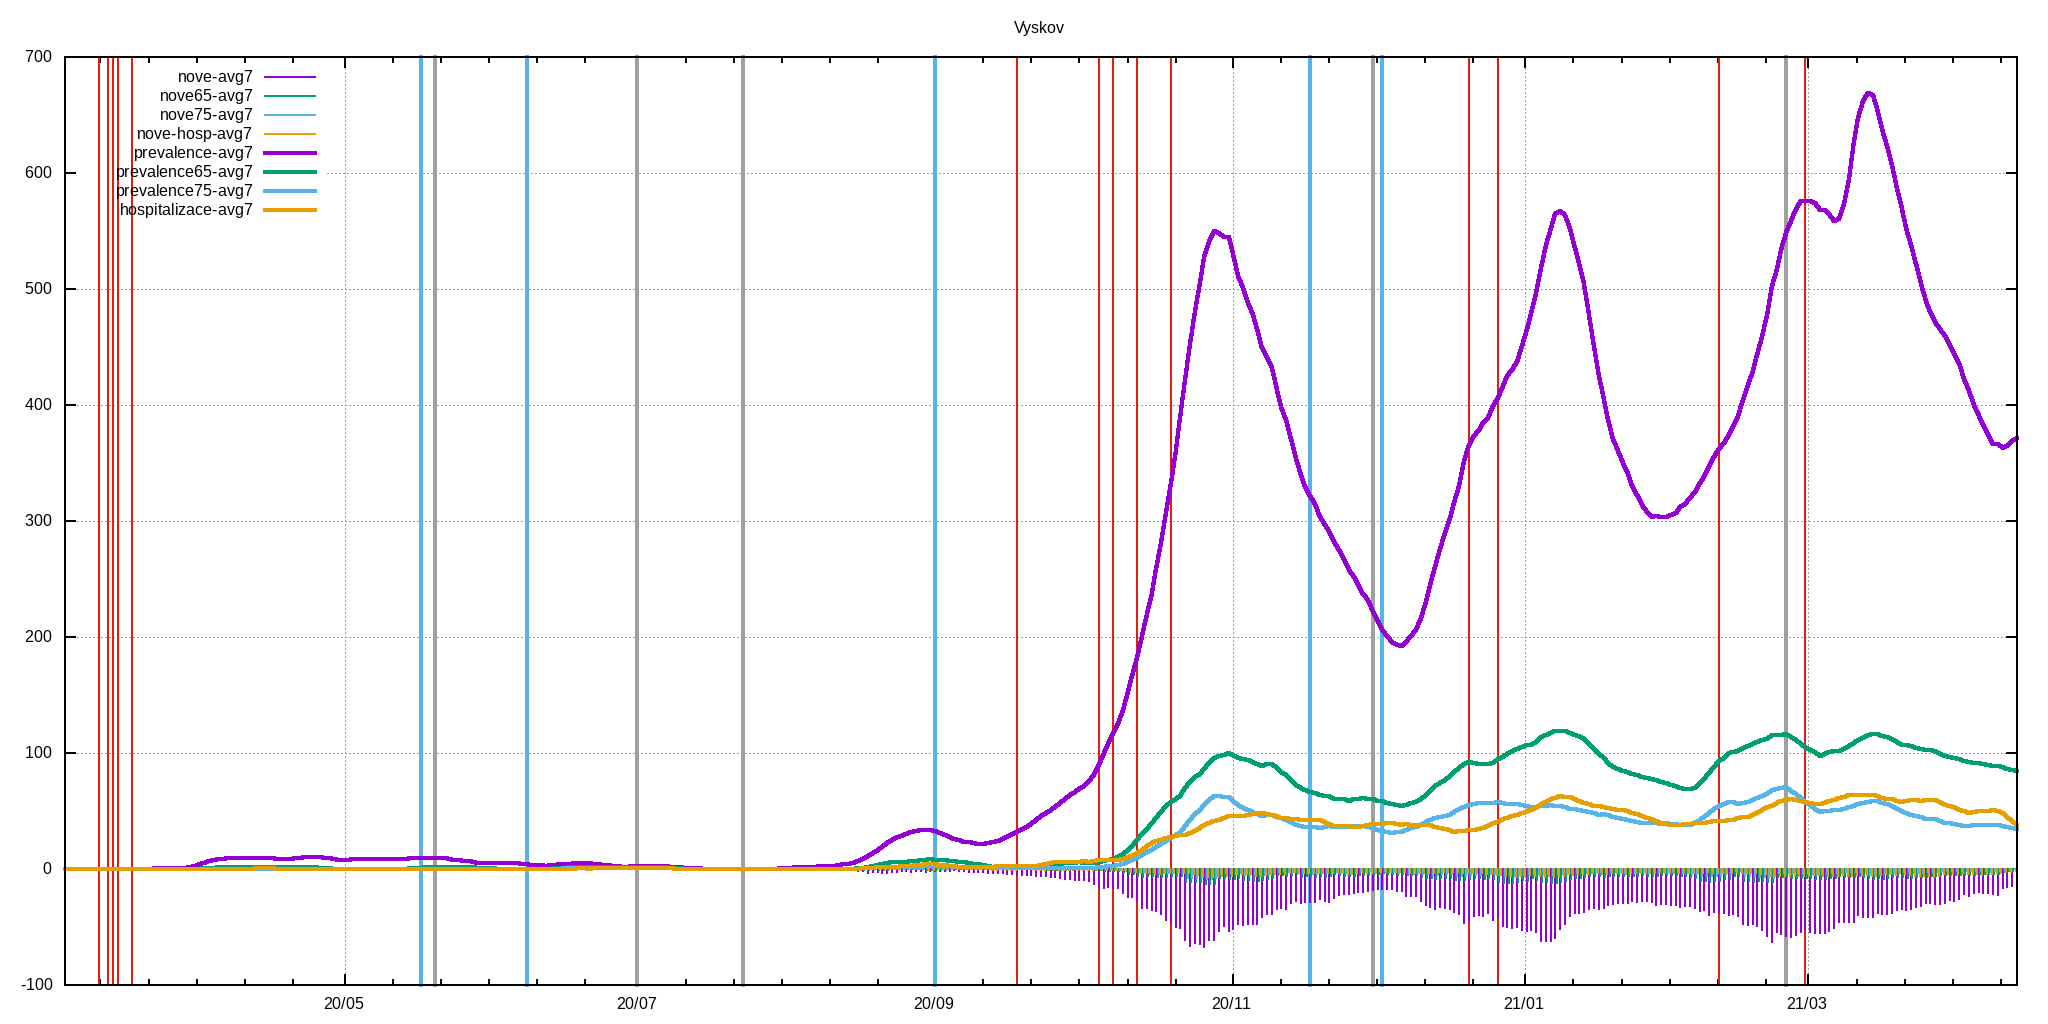 Vyskov
700
600
500
400
300
200
100
0
-100
nove-avg7
nove65-avg7
nove75-avg7
nove-hosp-avg7
prevalence-avg7
prevalence65-avg7
prevalence75-avg7
hospitalizace-avg7
20/05 20/07 20/09 20/11 21/01 21/03